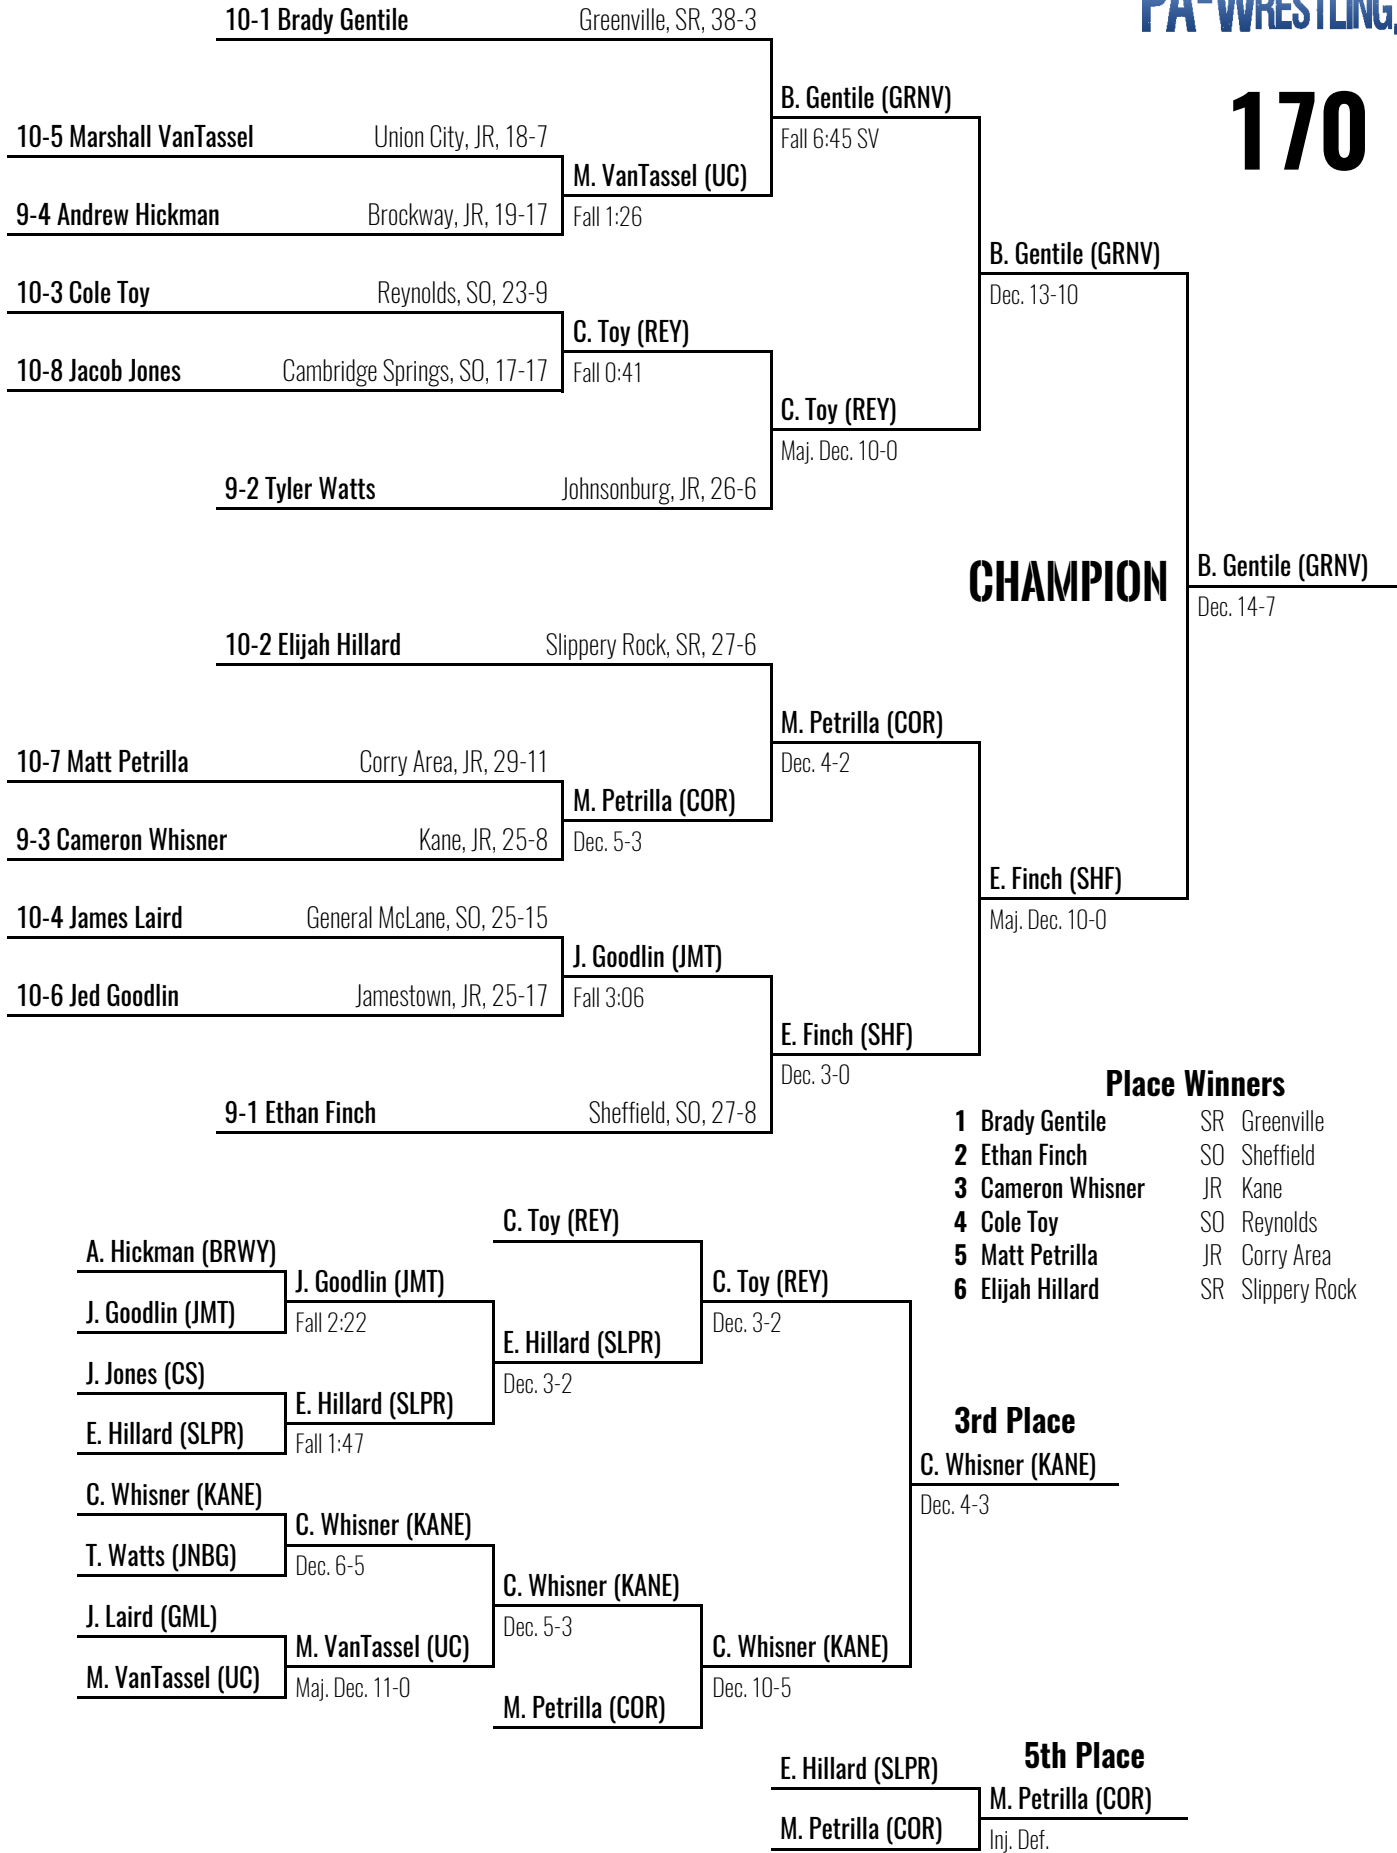 PA-WRESTLING.
170
10-1 Brady Gentile Greenville, SR, 38-3
B. Gentile (GRNV)
Fall 6:45 SV
10-5 Marshall VanTassel Union City, JR, 18-7
M. VanTassel (UC)
Fall 1:26
9-4 Andrew Hickman Brockway, JR, 19-17
B. Gentile (GRNV)
Dec. 13-10
10-3 Cole Toy Reynolds, SO, 23-9
C. Toy (REY)
Fall 0:41
10-8 Jacob Jones Cambridge Springs, SO, 17-17
C. Toy (REY)
Maj. Dec. 10-0
9-2 Tyler Watts Johnsonburg, JR, 26-6
CHAMPION
B. Gentile (GRNV)
Dec. 14-7
10-2 Elijah Hillard Slippery Rock, SR, 27-6
M. Petrilla (COR)
Dec. 4-2
10-7 Matt Petrilla Corry Area, JR, 29-11
M. Petrilla (COR)
Dec. 5-3
9-3 Cameron Whisner Kane, JR, 25-8
E. Finch (SHF)
Maj. Dec. 10-0
10-4 James Laird General McLane, SO, 25-15
J. Goodlin (JMT)
Fall 3:06
10-6 Jed Goodlin Jamestown, JR, 25-17
E. Finch (SHF)
Dec. 3-0
9-1 Ethan Finch Sheffield, SO, 27-8
Place Winners
1 Brady Gentile SR Greenville
2 Ethan Finch SO Sheffield
3 Cameron Whisner JR Kane
4 Cole Toy SO Reynolds
5 Matt Petrilla JR Corry Area
6 Elijah Hillard SR Slippery Rock
C. Toy (REY)
A. Hickman (BRWY)
J. Goodlin (JMT)
Fall 2:22
J. Goodlin (JMT)
C. Toy (REY)
Dec. 3-2
E. Hillard (SLPR)
Dec. 3-2
J. Jones (CS)
E. Hillard (SLPR)
Fall 1:47
E. Hillard (SLPR)
3rd Place
C. Whisner (KANE)
Dec. 4-3
C. Whisner (KANE)
C. Whisner (KANE)
Dec. 6-5
T. Watts (JNBG)
C. Whisner (KANE)
Dec. 5-3
J. Laird (GML)
M. VanTassel (UC)
Maj. Dec. 11-0
M. VanTassel (UC)
C. Whisner (KANE)
Dec. 10-5
M. Petrilla (COR)
5th Place
E. Hillard (SLPR)
M. Petrilla (COR)
Inj. Def.
M. Petrilla (COR)